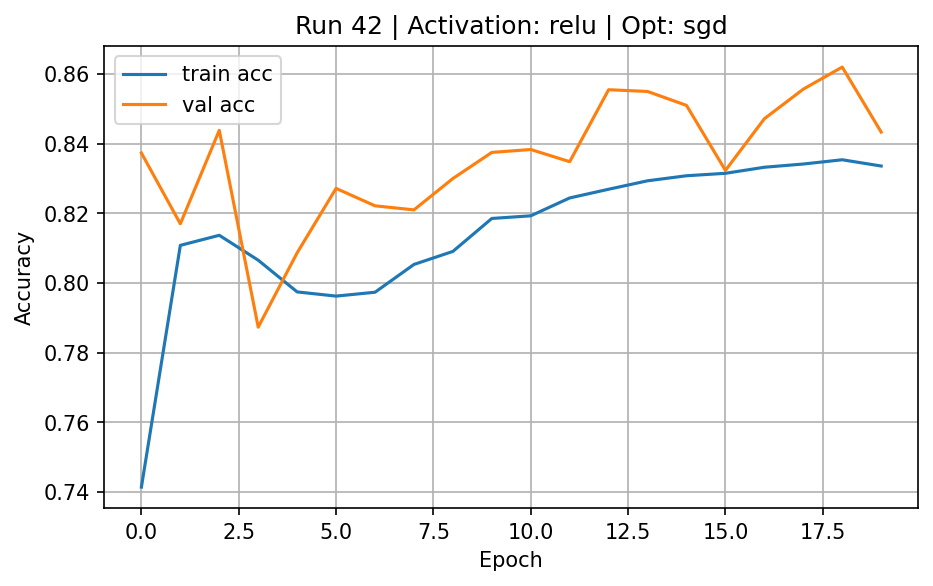 Run 42 | Activation: relu | Opt: sgd
train acc
val acc
0.86
0.84
0.82
0.80
0.78
0.76
0.74
Accuracy
0.0 2.5 5.0 7.5 10.0 12.5 15.0 17.5
Epoch